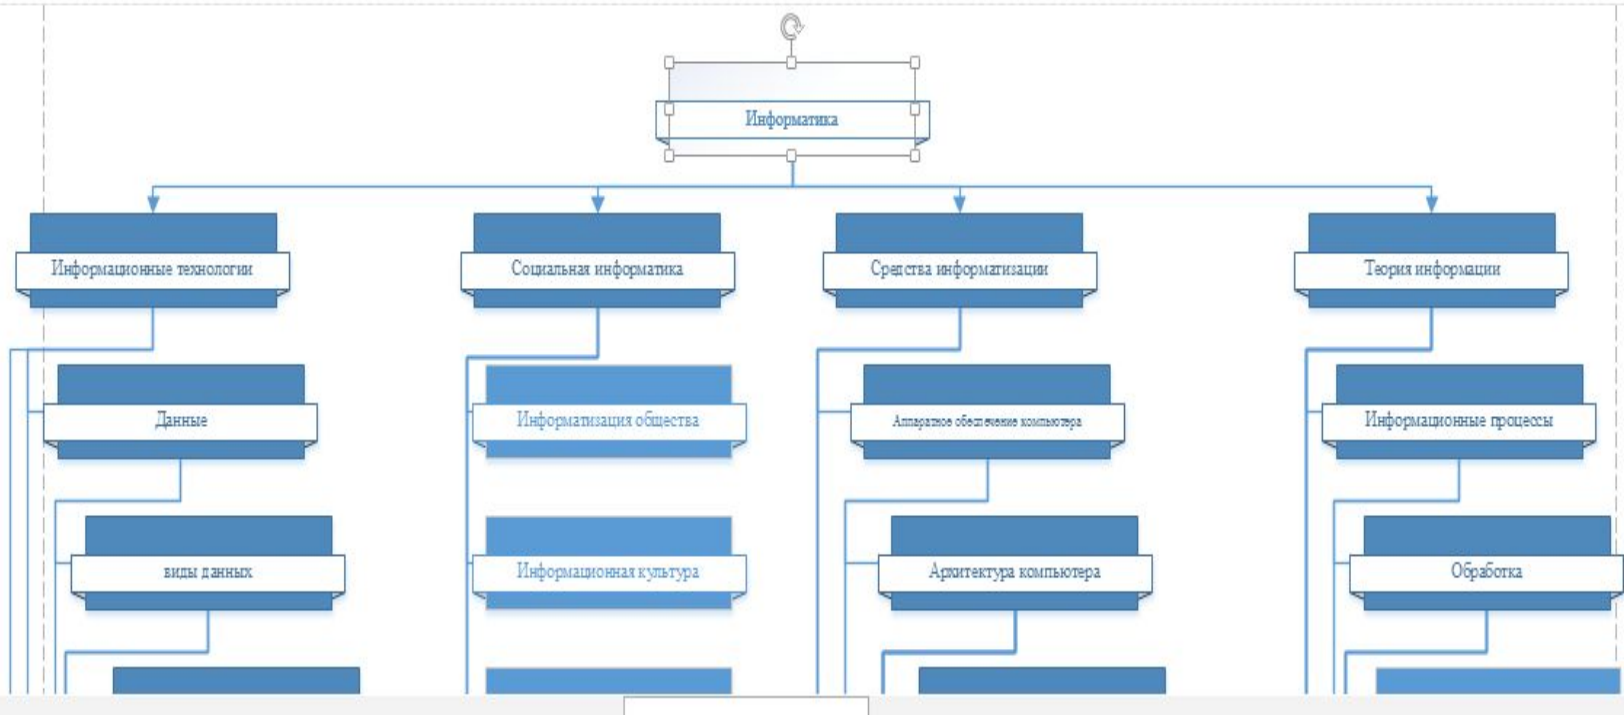 Информатика
Информационные технологии
Социальная информатика
Средства информатизации
Теория информации
Данные
Информатизация общества
Аппаратное обеспечение компьютера
Информационные процессы
виды данных
Информационная культура
Архитектура компьютера
Обработка